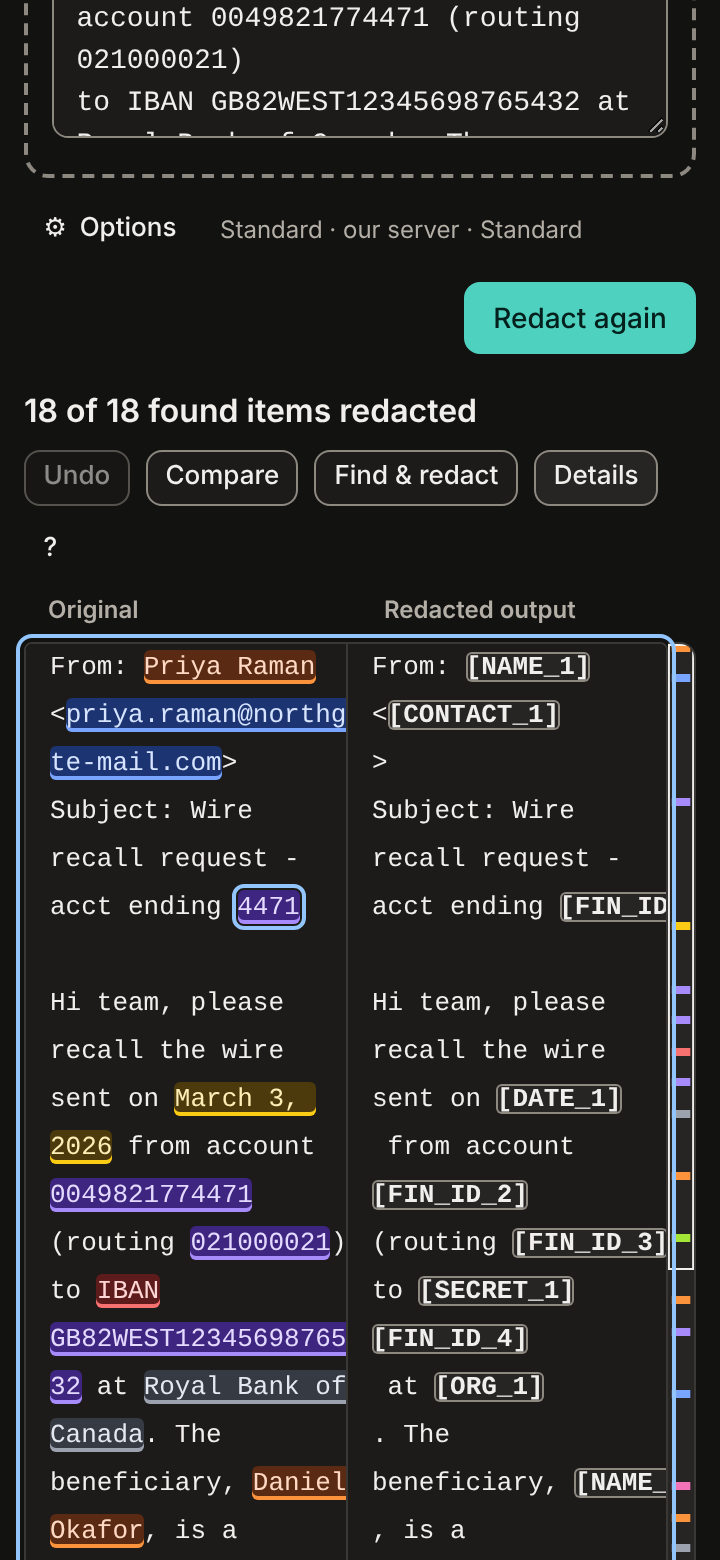 account 0049821774471 (routing
021000021)
to IBAN GB82WEST12345698765432 at
Royal Bank of Canada. The
⚙ Options
Standard · our server · Standard
Redact again
18 of 18 found items redacted
Undo
Compare
Find & redact
Details
?
Original
Redacted output
From: Priya Raman
<priya.raman@northg
te-mail.com>
Subject: Wire
recall request -
acct ending 4471
Hi team, please
recall the wire
sent on March 3,
2026 from account
0049821774471
(routing 021000021)
to IBAN
GB82WEST12345698765
32 at Royal Bank of
Canada. The
beneficiary, Daniel
Okafor, is a
From: [NAME_1]
<[CONTACT_1]
>
Subject: Wire
recall request -
acct ending [FIN_ID
Hi team, please
recall the wire
sent on [DATE_1]
from account
[FIN_ID_2]
(routing [FIN_ID_3]
to [SECRET_1]
[FIN_ID_4]
at [ORG_1]
. The
beneficiary, [NAME_
, is a